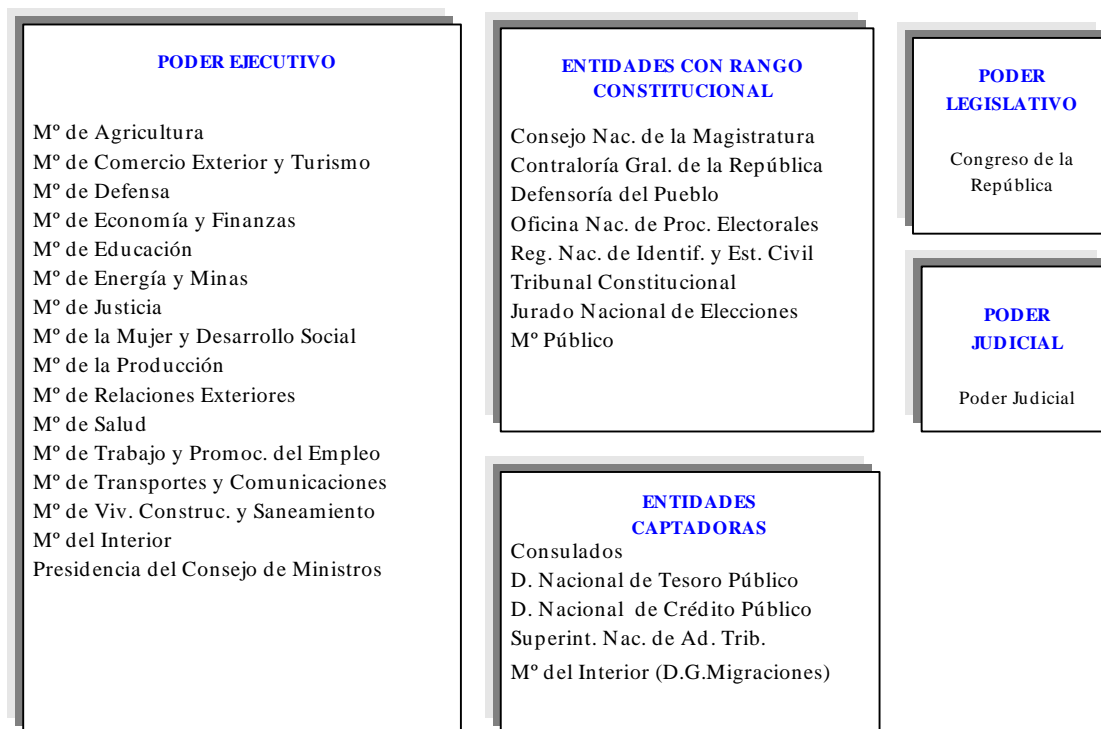 PODER EJECUTIVO
Mº de Agricultura
Mº de Comercio Exterior y Turismo
Mº de Defensa
Mº de Economía y Finanzas
Mº de Educación
Mº de Energía y Minas
Mº de Justicia
Mº de la Mujer y Desarrollo Social
Mº de la Producción
Mº de Relaciones Exteriores
Mº de Salud
Mº de Trabajo y Promoc. del Empleo
Mº de Transportes y Comunicaciones
Mº de Viv. Construc. y Saneamiento
Mº del Interior
Presidencia del Consejo de Ministros
ENTIDADES CON RANGO
CONSTITUCIONAL
Consejo Nac. de la Magistratura
Contraloría Gral. de la República
Defensoría del Pueblo
Oficina Nac. de Proc. Electorales
Reg. Nac. de Identif. y Est. Civil
Tribunal Constitucional
Jurado Nacional de Elecciones
Mº Público
ENTIDADES
CAPTADORAS
Consulados
D. Nacional de Tesoro Público
D. Nacional de Crédito Público
Superint. Nac. de Ad. Trib.
Mº del Interior (D.G.Migraciones)
PODER
LEGISLATIVO
Congreso de la
República
PODER
JUDICIAL
Poder Judicial